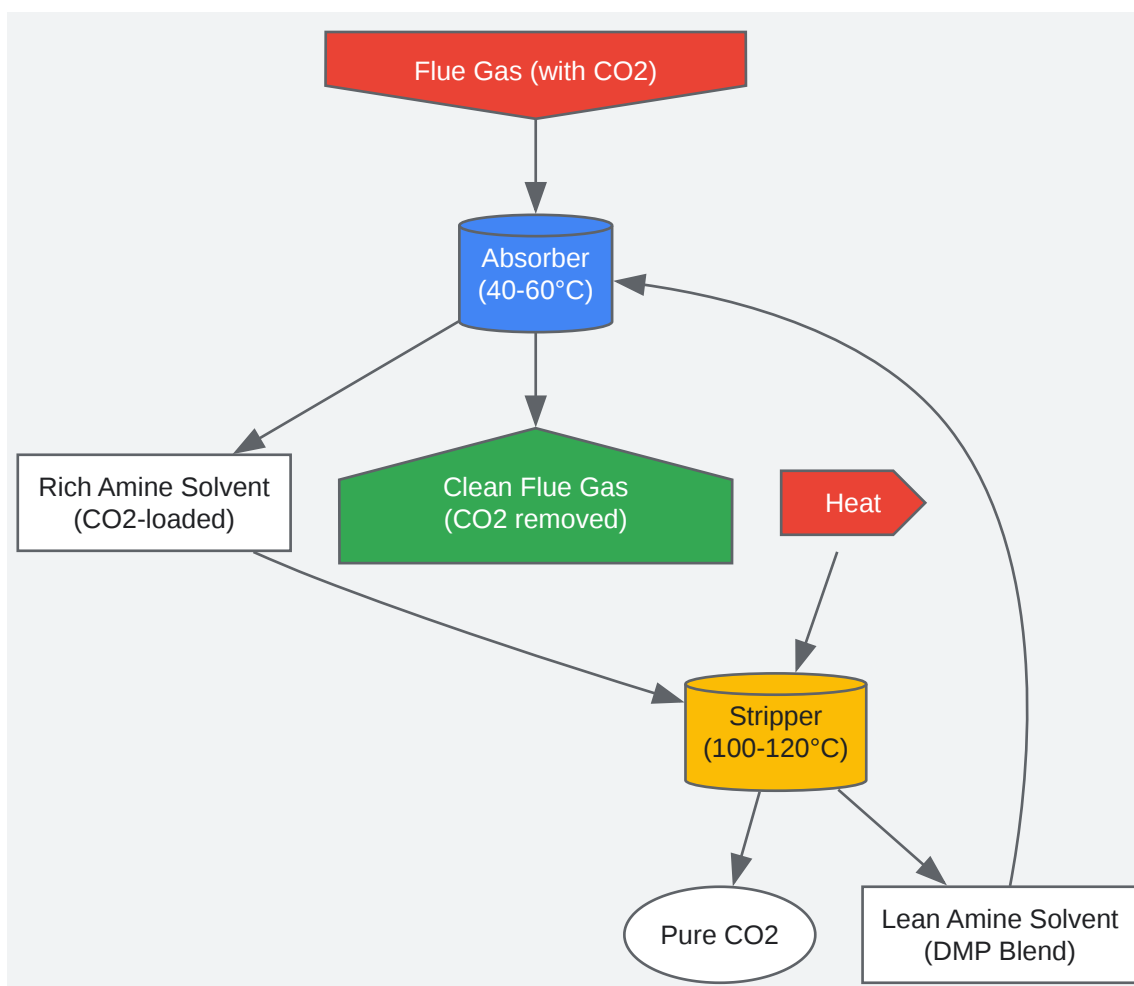 Flue Gas (with CO2)
Absorber
(40-60°C)
Rich Amine Solvent
(CO2-loaded)
Clean Flue Gas
(CO2 removed)
Heat
Stripper
(100-120°C)
Pure CO2
Lean Amine Solvent
(DMP Blend)